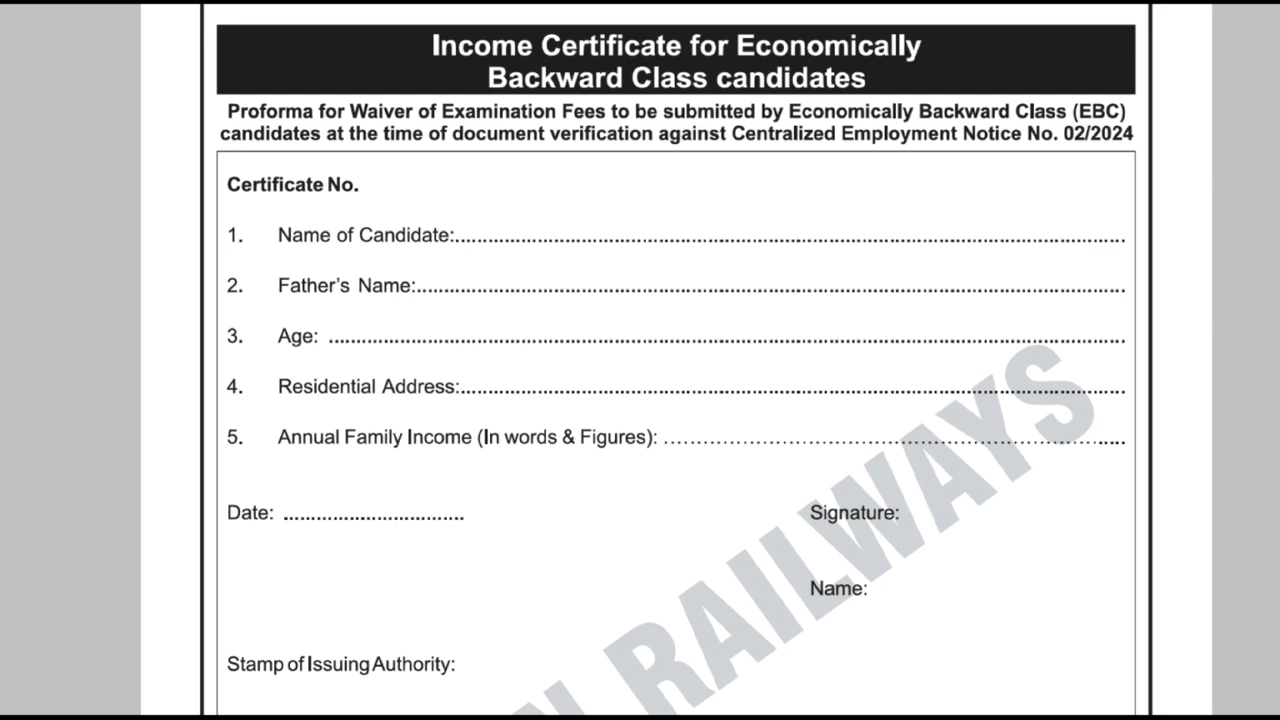 Income Certificate for Economically
Backward Class candidates
Proforma for Waiver of Examination Fees to be submitted by Economically Backward Class (EBC)
candidates at the time of document verification against Centralized Employment Notice No. 02/2024
Certificate No.
1. Name of Candidate:....................................................................................................................
2. Father's Name:..........................................................................................................................
3. Age: ..........................................................................................................................................
4. Residential Address:...................................................................................................................
5. Annual Family Income (In words & Figures): ................................................................................
Date: .................................
Signature:
Name:
Stamp of Issuing Authority:
N RAILWAYS